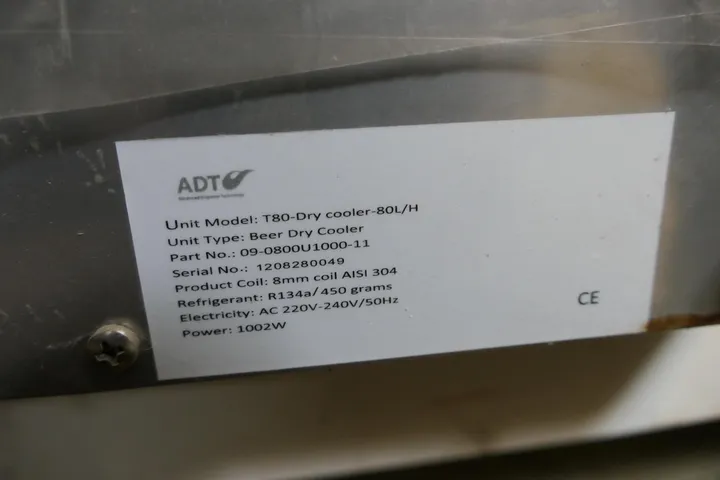 ADT
Unit Model: T80-Dry cooler-80L/H
Unit Type: Beer Dry Cooler
Part No.: 09-0800U1000-11
Serial No.: 1208280049
Product Coil: 8mm coil AISI 304
Refrigerant: R134a/450 grams
Electricity: AC 220V-240V/50Hz
Power: 1002W
CE